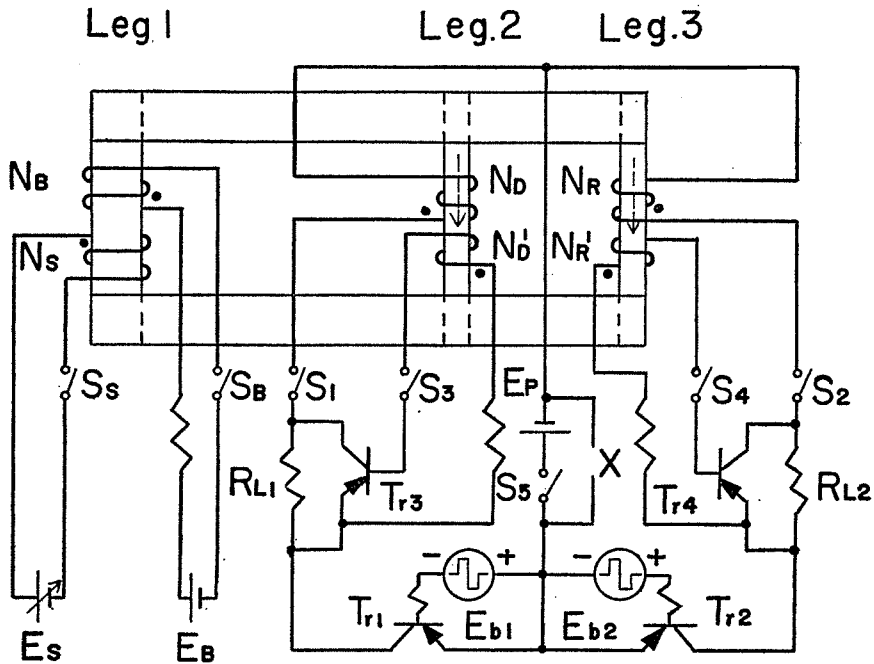 Leg.1 Leg.2 Leg.3
NB ND NR
NS ND' NR'
SS SB S1 S3 EP S4 S2
RL1 Tr3 S5 X Tr4 RL2
- + - +
Tr1 Eb1 Eb2 Tr2
ES EB